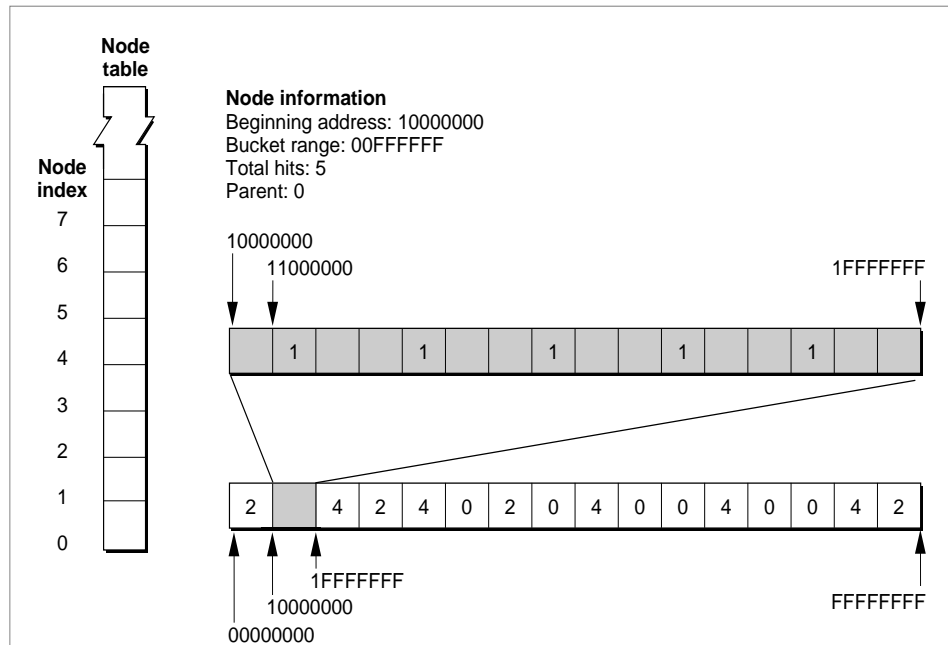 Node
table
Node information
Beginning address: 10000000
Bucket range: 00FFFFFF
Total hits: 5
Parent: 0
Node
index
7
6
5
4
3
2
1
0
10000000
11000000
1FFFFFFF
1 1 1 1 1
2 4 2 4 0 2 0 4 0 0 4 0 0 4 2
1FFFFFFF
10000000
00000000
FFFFFFFF